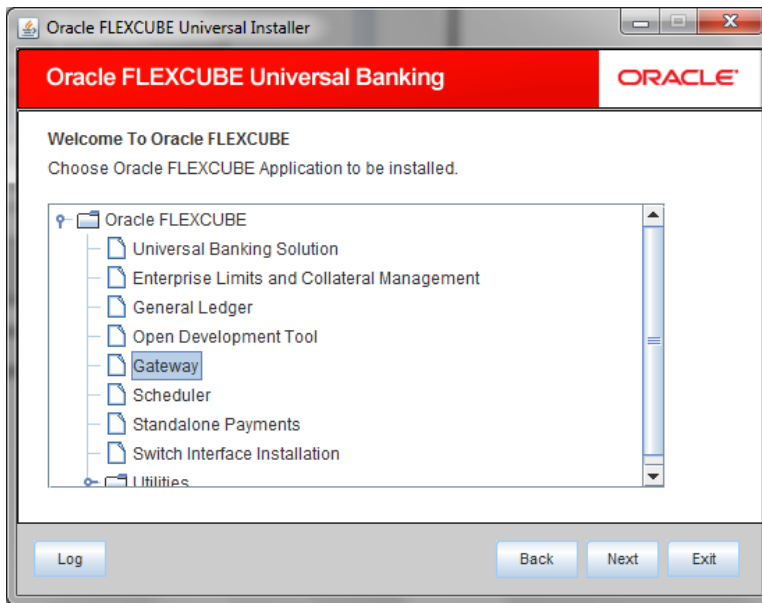 Oracle FLEXCUBE Universal Installer
Oracle FLEXCUBE Universal Banking
ORACLE
Welcome To Oracle FLEXCUBE
Choose Oracle FLEXCUBE Application to be installed.
Oracle FLEXCUBE
Universal Banking Solution
Enterprise Limits and Collateral Management
General Ledger
Open Development Tool
Gateway
Scheduler
Standalone Payments
Switch Interface Installation
Utilities
Log
Back
Next
Exit